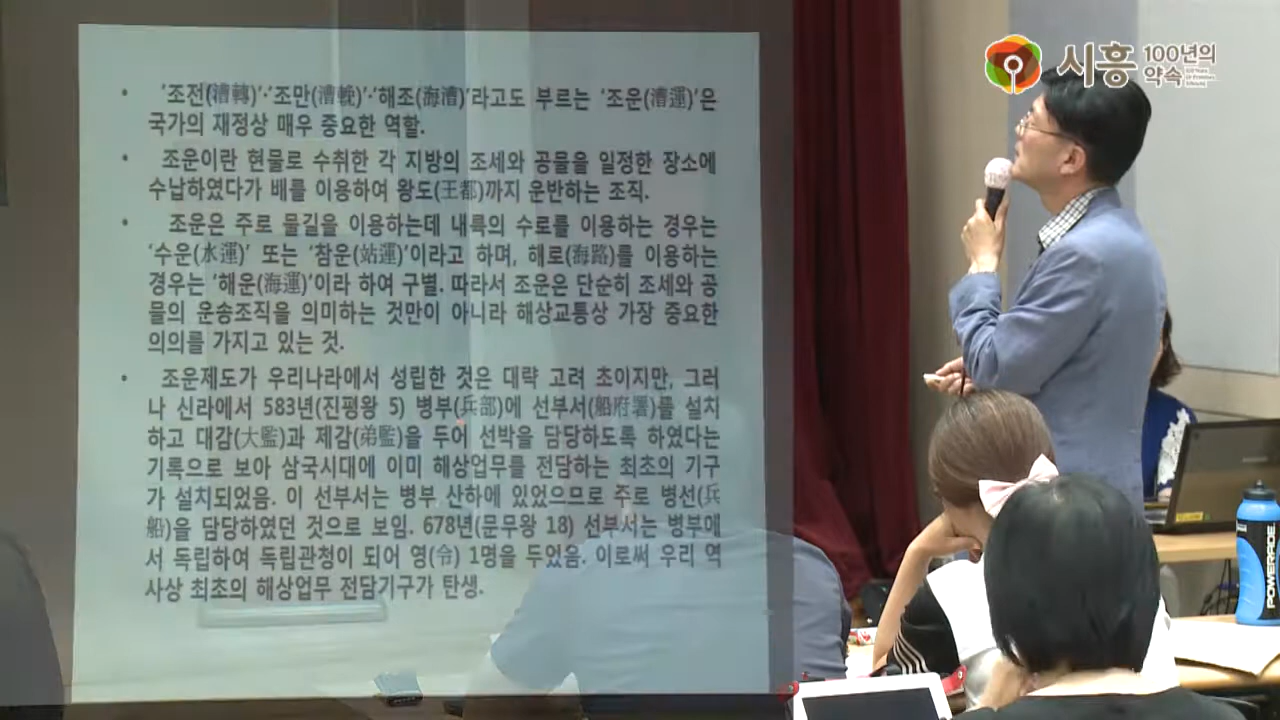 시흥 100년의 약속
• '조전(漕轉)'·'조만(漕輓)'·'해조(海漕)'라고도 부르는 '조운(漕運)'은
국가의 재정상 매우 중요한 역할.
• 조운이란 현물로 수취한 각 지방의 조세와 공물을 일정한 장소에
수납하였다가 배를 이용하여 왕도(王都)까지 운반하는 조직.
• 조운은 주로 물길을 이용하는데 내륙의 수로를 이용하는 경우는
'수운(水運)' 또는 '참운(站運)'이라고 하며, 해로(海路)를 이용하는
경우는 '해운(海運)'이라 하여 구별. 따라서 조운은 단순히 조세와 공
물의 운송조직을 의미하는 것만이 아니라 해상교통상 가장 중요한
의의를 가지고 있는 것.
• 조운제도가 우리나라에서 성립한 것은 대략 고려 초이지만, 그러
나 신라에서 583년(진평왕 5) 병부(兵部)에 선부서(船府署)를 설치
하고 대감(大監)과 제감(弟監)을 두어 선박을 담당하도록 하였다는
기록으로 보아 삼국시대에 이미 해상업무를 전담하는 최초의 기구
가 설치되었음. 이 선부서는 병부 산하에 있었으므로 주로 병선(兵
船)을 담당하였던 것으로 보임. 678년(문무왕 18) 선부서는 병부에
서 독립하여 독립관청이 되어 영(令) 1명을 두었음. 이로써 우리 역
사상 최초의 해상업무 전담기구가 탄생.
POWERADE